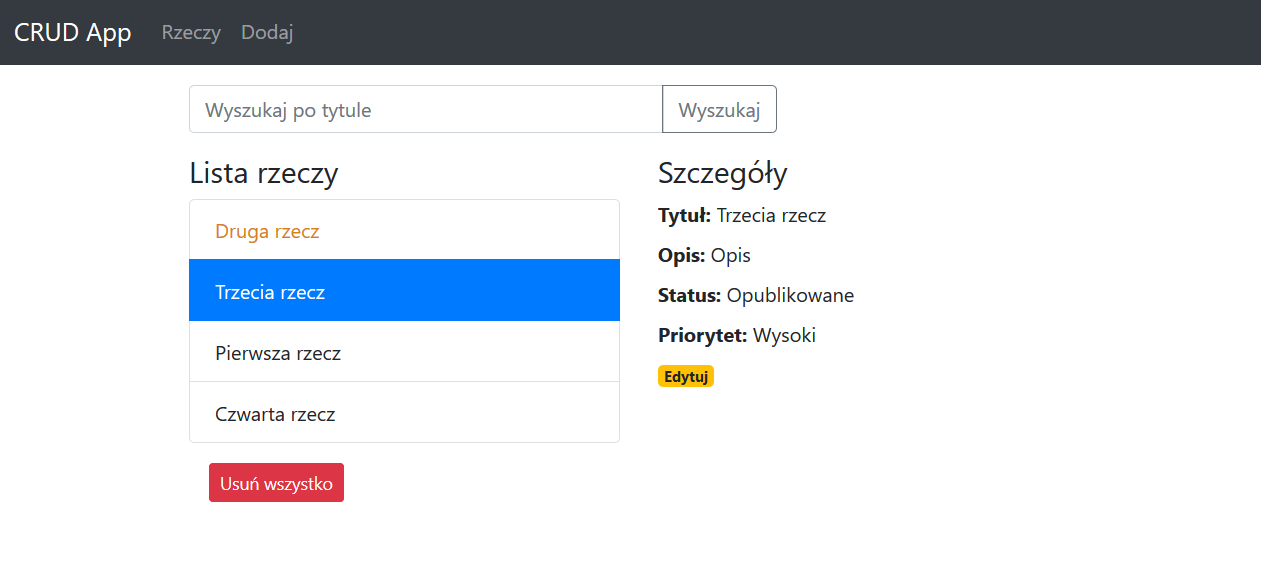 CRUD App Rzeczy Dodaj
Wyszukaj po tytule Wyszukaj
Lista rzeczy
Druga rzecz
Trzecia rzecz
Pierwsza rzecz
Czwarta rzecz
Usuń wszystko
Szczegóły
Tytuł: Trzecia rzecz
Opis: Opis
Status: Opublikowane
Priorytet: Wysoki
Edytuj